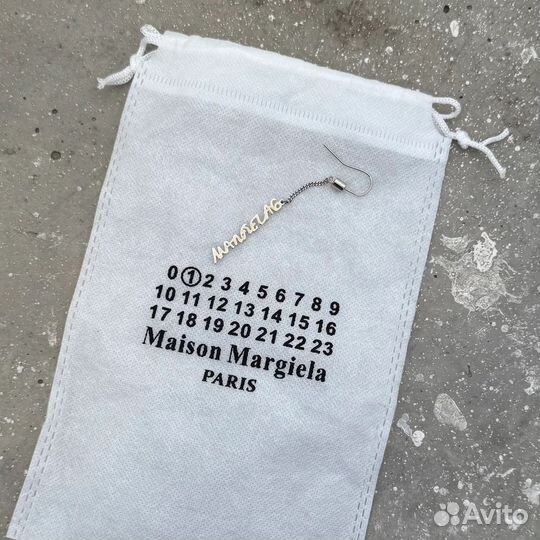 MARGIELA
0 1 2 3 4 5 6 7 8 9
10 11 12 13 14 15 16
17 18 19 20 21 22 23
Maison Margiela
PARIS
Avito